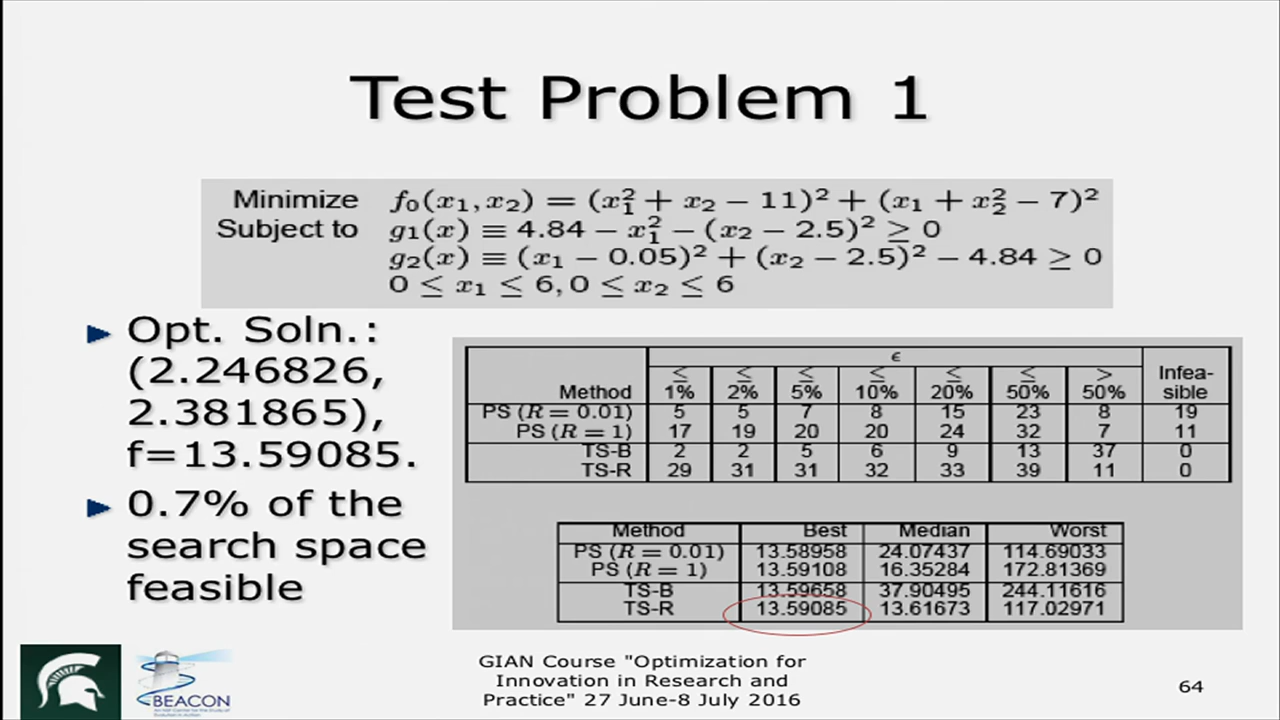 Test Problem 1
Minimize f₀(x₁, x₂) = (x₁² + x₂ − 11)² + (x₁ + x₂² − 7)²
Subject to g₁(x) ≡ 4.84 − x₁² − (x₂ − 2.5)² ≥ 0
g₂(x) ≡ (x₁ − 0.05)² + (x₂ − 2.5)² − 4.84 ≥ 0
0 ≤ x₁ ≤ 6, 0 ≤ x₂ ≤ 6
Opt. Soln.:
(2.246826,
2.381865),
f=13.59085.
0.7% of the
search space
feasible
ϵ Infea-
Method ≤ 1% ≤ 2% ≤ 5% ≤ 10% ≤ 20% ≤ 50% > 50% sible
PS (R = 0.01) 5 5 7 8 15 23 8 19
PS (R = 1) 17 19 20 20 24 32 7 11
TS-B 2 2 5 6 9 13 37 0
TS-R 29 31 31 32 33 39 11 0
Method Best Median Worst
PS (R = 0.01) 13.58958 24.07437 114.69033
PS (R = 1) 13.59108 16.35284 172.81369
TS-B 13.59658 37.90495 244.11616
TS-R 13.59085 13.61673 117.02971
BEACON
GIAN Course "Optimization for
Innovation in Research and
Practice" 27 June-8 July 2016
64